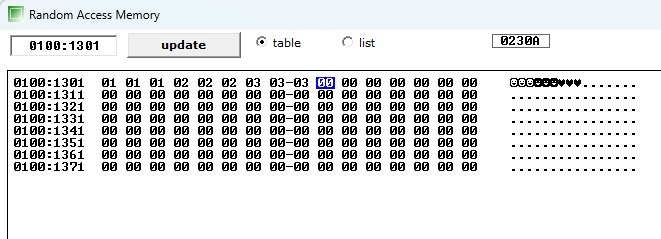 Random Access Memory
0100:1301 update table list 0230A
0100:1301 01 01 01 02 02 02 03 03-03 00 00 00 00 00 00 00 ☺☺☺☻☻☻♥♥♥.......
0100:1311 00 00 00 00 00 00 00 00-00 00 00 00 00 00 00 00 ................
0100:1321 00 00 00 00 00 00 00 00-00 00 00 00 00 00 00 00 ................
0100:1331 00 00 00 00 00 00 00 00-00 00 00 00 00 00 00 00 ................
0100:1341 00 00 00 00 00 00 00 00-00 00 00 00 00 00 00 00 ................
0100:1351 00 00 00 00 00 00 00 00-00 00 00 00 00 00 00 00 ................
0100:1361 00 00 00 00 00 00 00 00-00 00 00 00 00 00 00 00 ................
0100:1371 00 00 00 00 00 00 00 00-00 00 00 00 00 00 00 00 ................